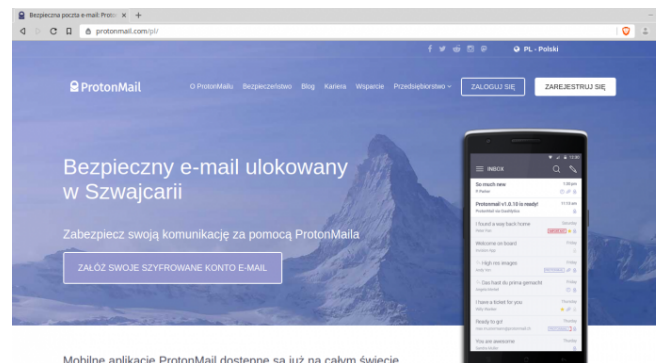 Bezpieczna poczta e-mail: Proto
protonmail.com/pl/
PL - Polski
ProtonMail
O ProtonMailu Bezpieczeństwo Blog Kariera Wsparcie Przedsiębiorstwo
ZALOGUJ SIĘ
ZAREJESTRUJ SIĘ
Bezpieczny e-mail ulokowany
w Szwajcarii
Zabezpiecz swoją komunikację za pomocą ProtonMaila
ZAŁÓŻ SWOJE SZYFROWANE KONTO E-MAIL
INBOX
So much new
Protonmail v1.0.10 is ready!
I found a way back home
Welcome on board
High res images
Das hast du prima gemacht
I have a ticket for you
Ready to go!
You are awesome
Mobilne aplikacje ProtonMail dostępne są już na całym świecie